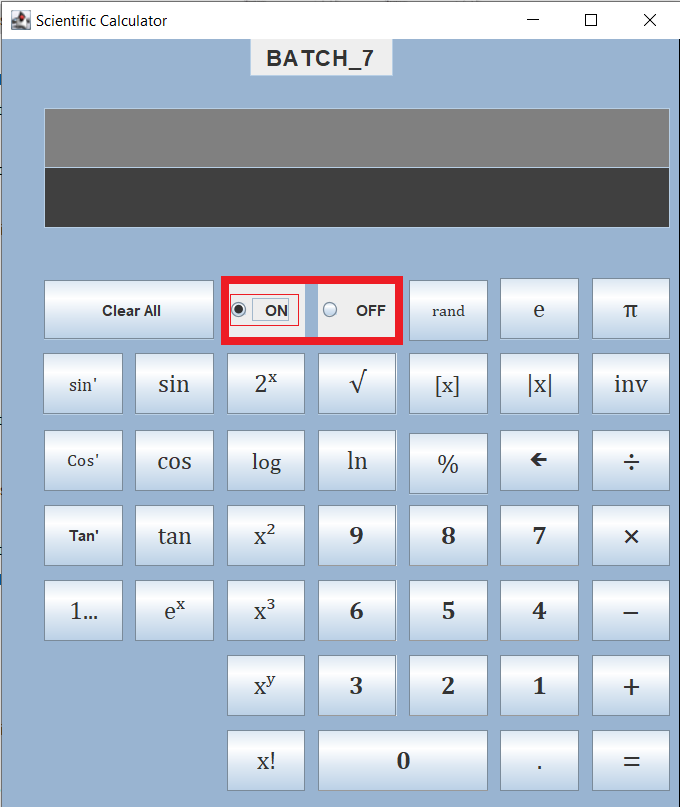 Scientific Calculator
BATCH_7
Clear All ON OFF rand e π
sin' sin 2ˣ √ [x] |x| inv
Cos' cos log ln % 🡰 ÷
Tan' tan x² 9 8 7 ×
1... eˣ x³ 6 5 4 −
xʸ 3 2 1 +
x! 0 . =